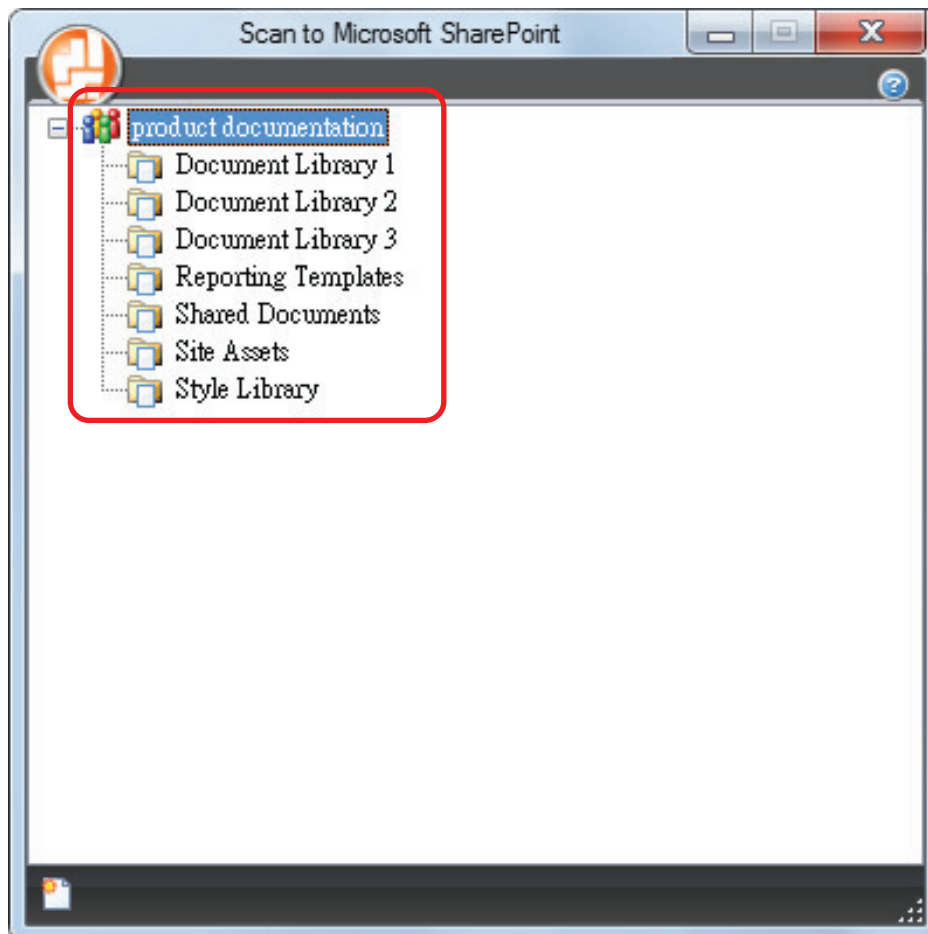 Scan to Microsoft SharePoint
product documentation
Document Library 1
Document Library 2
Document Library 3
Reporting Templates
Shared Documents
Site Assets
Style Library